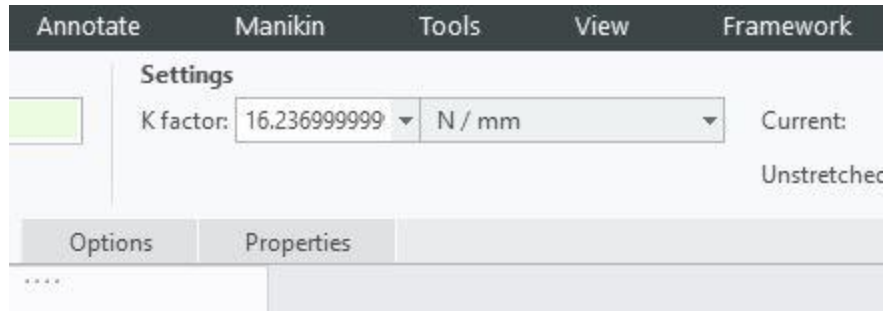 Annotate Manikin Tools View Framework
Settings
K factor: 16.236999999 N / mm Current:
Unstretched
Options Properties